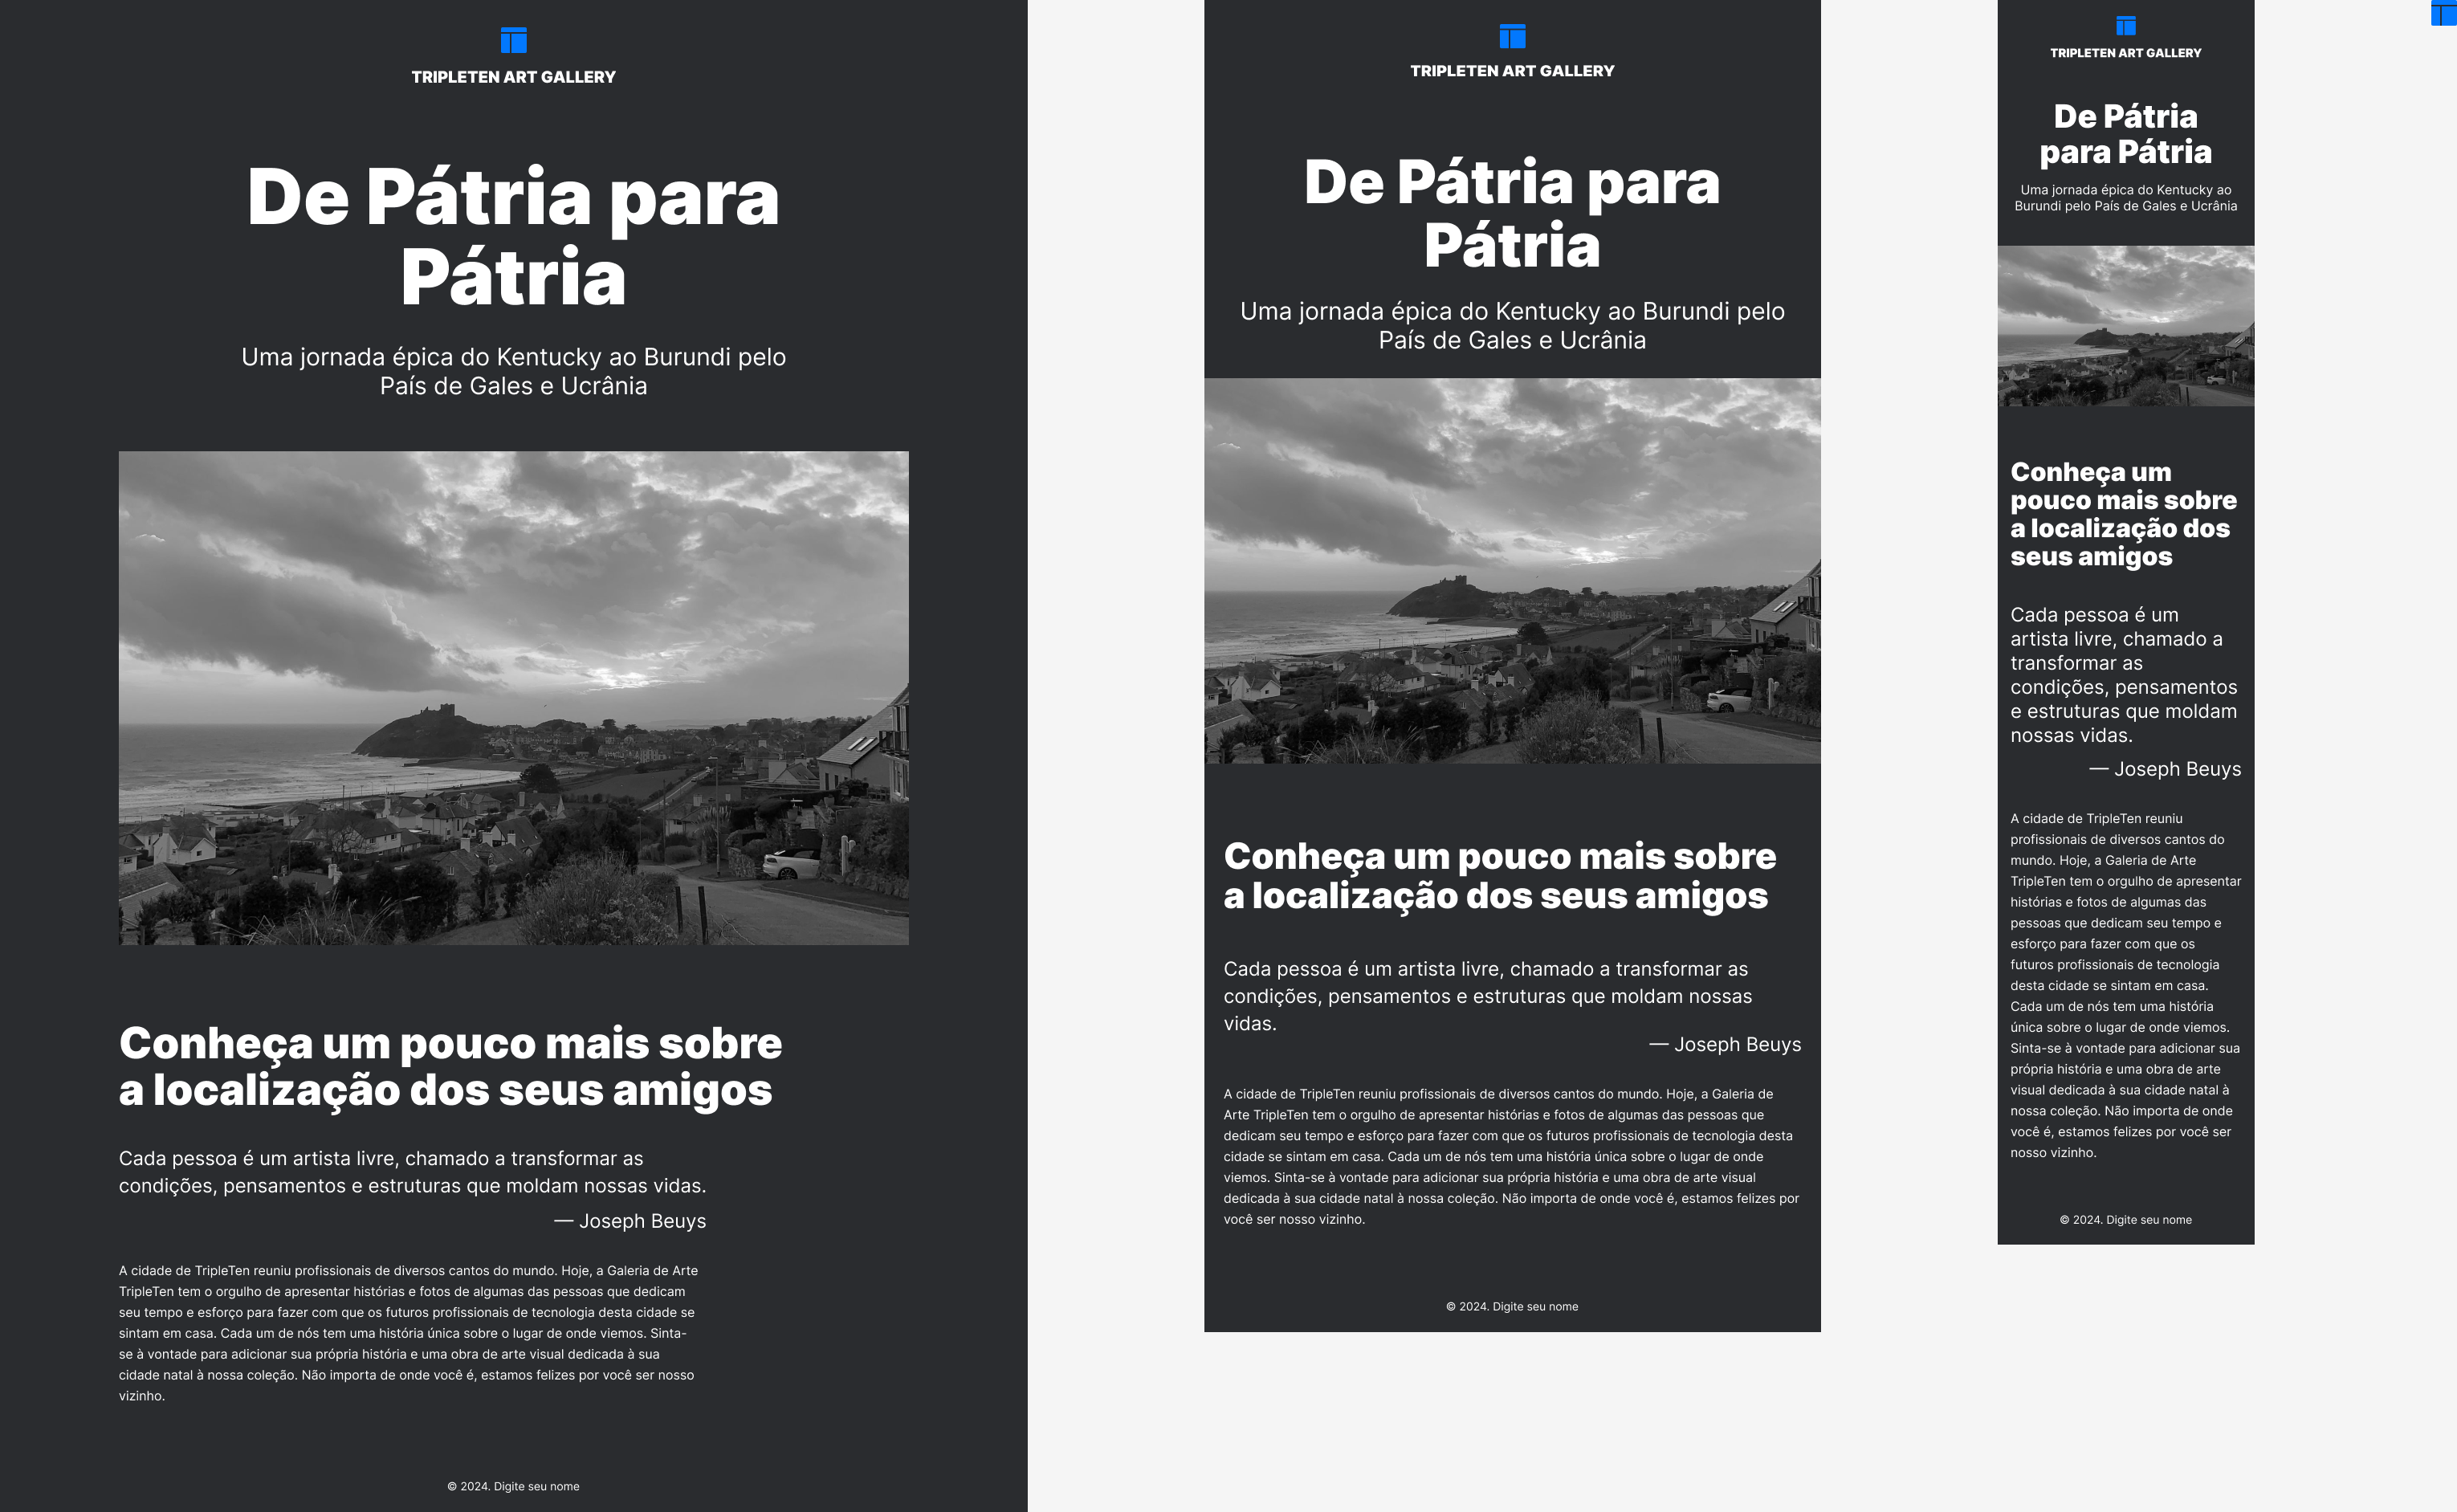 TRIPLETEN ART GALLERY
De Pátria para
Pátria
Uma jornada épica do Kentucky ao Burundi pelo
País de Gales e Ucrânia
Conheça um pouco mais sobre
a localização dos seus amigos
Cada pessoa é um artista livre, chamado a transformar as
condições, pensamentos e estruturas que moldam nossas vidas.
— Joseph Beuys
A cidade de TripleTen reuniu profissionais de diversos cantos do mundo. Hoje, a Galeria de Arte
TripleTen tem o orgulho de apresentar histórias e fotos de algumas das pessoas que dedicam
seu tempo e esforço para fazer com que os futuros profissionais de tecnologia desta cidade se
sintam em casa. Cada um de nós tem uma história única sobre o lugar de onde viemos. Sinta-
se à vontade para adicionar sua própria história e uma obra de arte visual dedicada à sua
cidade natal à nossa coleção. Não importa de onde você é, estamos felizes por você ser nosso
vizinho.
© 2024. Digite seu nome
TRIPLETEN ART GALLERY
De Pátria para
Pátria
Uma jornada épica do Kentucky ao Burundi pelo
País de Gales e Ucrânia
Conheça um pouco mais sobre
a localização dos seus amigos
Cada pessoa é um artista livre, chamado a transformar as
condições, pensamentos e estruturas que moldam nossas
vidas.
— Joseph Beuys
A cidade de TripleTen reuniu profissionais de diversos cantos do mundo. Hoje, a Galeria de
Arte TripleTen tem o orgulho de apresentar histórias e fotos de algumas das pessoas que
dedicam seu tempo e esforço para fazer com que os futuros profissionais de tecnologia desta
cidade se sintam em casa. Cada um de nós tem uma história única sobre o lugar de onde
viemos. Sinta-se à vontade para adicionar sua própria história e uma obra de arte visual
dedicada à sua cidade natal à nossa coleção. Não importa de onde você é, estamos felizes por
você ser nosso vizinho.
© 2024. Digite seu nome
TRIPLETEN ART GALLERY
De Pátria
para Pátria
Uma jornada épica do Kentucky ao
Burundi pelo País de Gales e Ucrânia
Conheça um
pouco mais sobre
a localização dos
seus amigos
Cada pessoa é um
artista livre, chamado a
transformar as
condições, pensamentos
e estruturas que moldam
nossas vidas.
— Joseph Beuys
A cidade de TripleTen reuniu
profissionais de diversos cantos do
mundo. Hoje, a Galeria de Arte
TripleTen tem o orgulho de apresentar
histórias e fotos de algumas das
pessoas que dedicam seu tempo e
esforço para fazer com que os
futuros profissionais de tecnologia
desta cidade se sintam em casa.
Cada um de nós tem uma história
única sobre o lugar de onde viemos.
Sinta-se à vontade para adicionar sua
própria história e uma obra de arte
visual dedicada à sua cidade natal à
nossa coleção. Não importa de onde
você é, estamos felizes por você ser
nosso vizinho.
© 2024. Digite seu nome